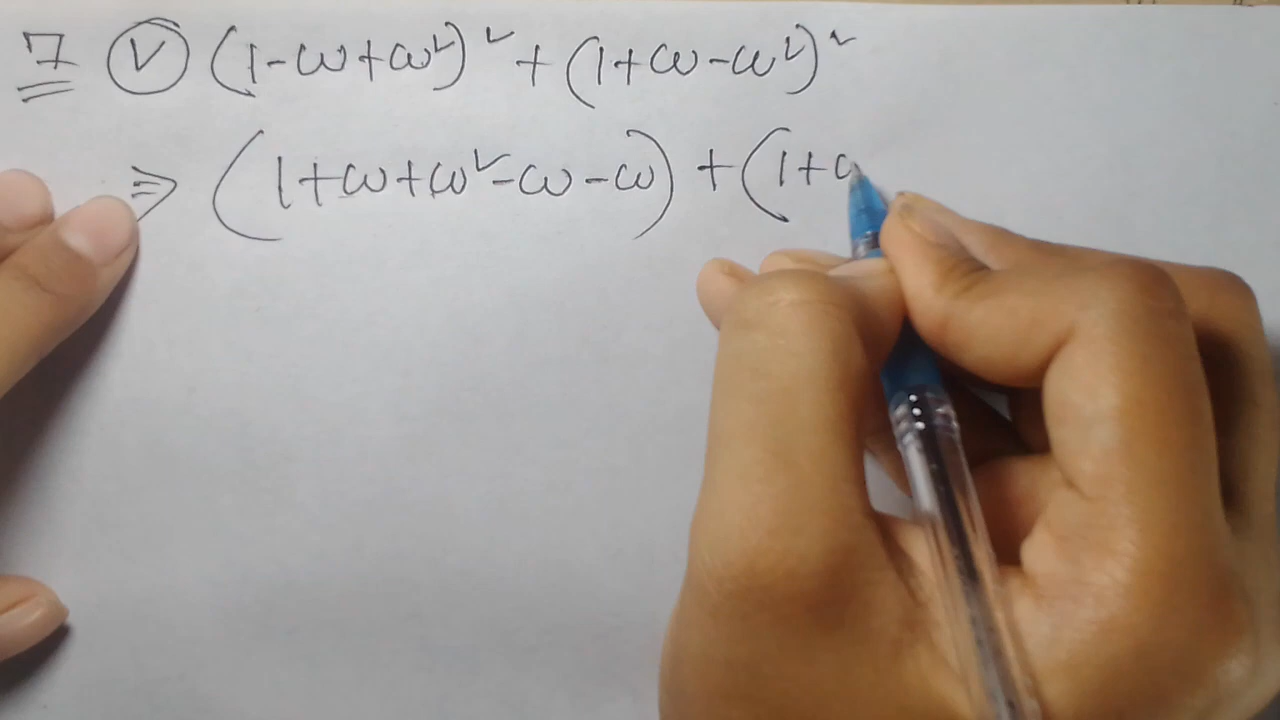 7 (V) (1-ω+ω²)² + (1+ω-ω²)²
⇒ (1+ω+ω²-ω-ω) + (1+ω